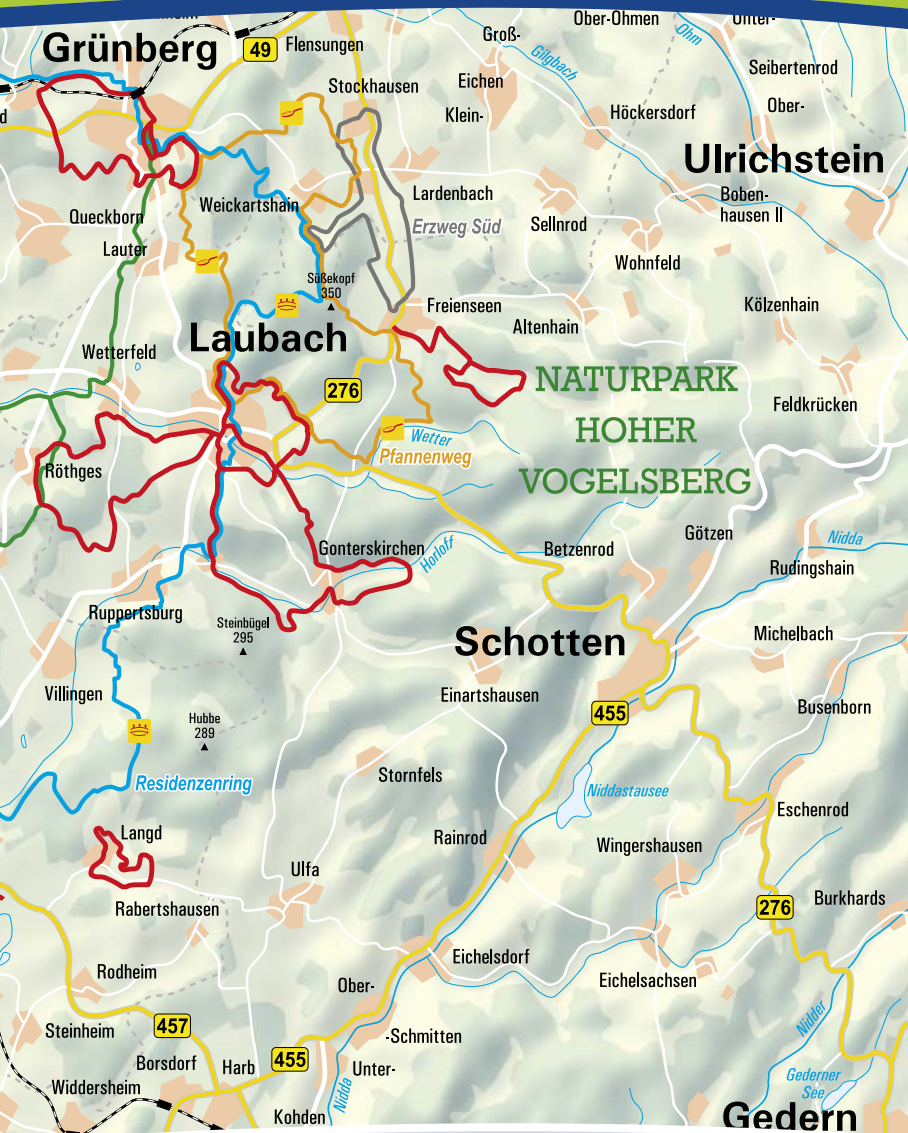 Ober-Ohmen
Unter-
Grünberg
49
Flensungen
Groß-
Ohm
Gilgbach
Seibertenrod
Eichen
Stockhausen
Ober-
Klein-
Höckersdorf
d
Ulrichstein
Lardenbach
Weickartshain
Boben-
hausen II
Queckborn
Erzweg Süd
Sellnrod
Lauter
Wohnfeld
Süßekopf
350
Freienseen
Kölzenhain
Altenhain
Laubach
Wetterfeld
276
NATURPARK
HOHER
VOGELSBERG
Feldkrücken
Wetter
Pfannenweg
Röthges
Götzen
Nidda
Gonterskirchen
Horloff
Betzenrod
Rudingshain
Ruppertsburg
Steinbügel
295
Schotten
Michelbach
Villingen
Einartshausen
Busenborn
455
Hubbe
289
Stornfels
Residenzenring
Niddastausee
Eschenrod
Langd
Rainrod
Wingershausen
Ulfa
Burkhards
276
Rabertshausen
Eichelsdorf
Rodheim
Eichelsachen
Ober-
-Schmitten
Unter-
Nidder
457
Steinheim
455
Borsdorf
Harb
Widdersheim
Nidda
Gederner
See
Kohden
Gedern